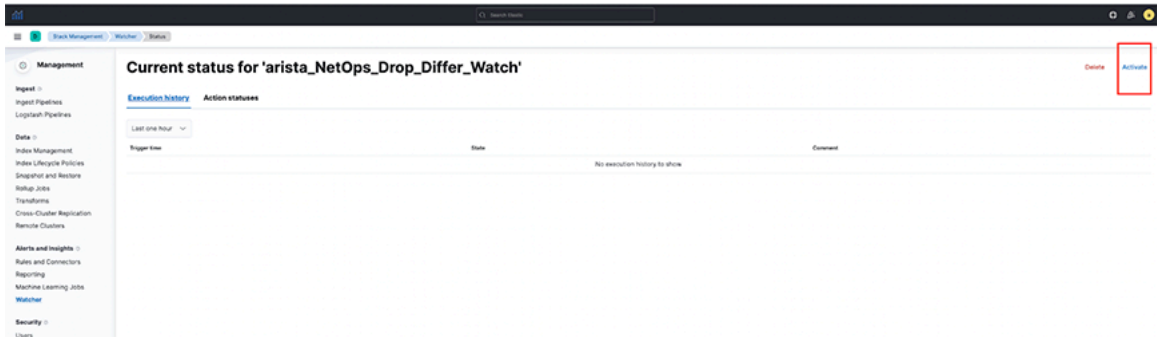 Search Elastic
Stack Management Watcher Status
Management
Current status for 'arista_NetOps_Drop_Differ_Watch'
Delete Activate
Ingest
Ingest Pipelines
Logstash Pipelines
Execution history Action statuses
Last one hour
Trigger time State Comment
No execution history to show
Data
Index Management
Index Lifecycle Policies
Snapshot and Restore
Rollup Jobs
Transforms
Cross-Cluster Replication
Remote Clusters
Alerts and Insights
Rules and Connectors
Reporting
Machine Learning Jobs
Watcher
Security
Users